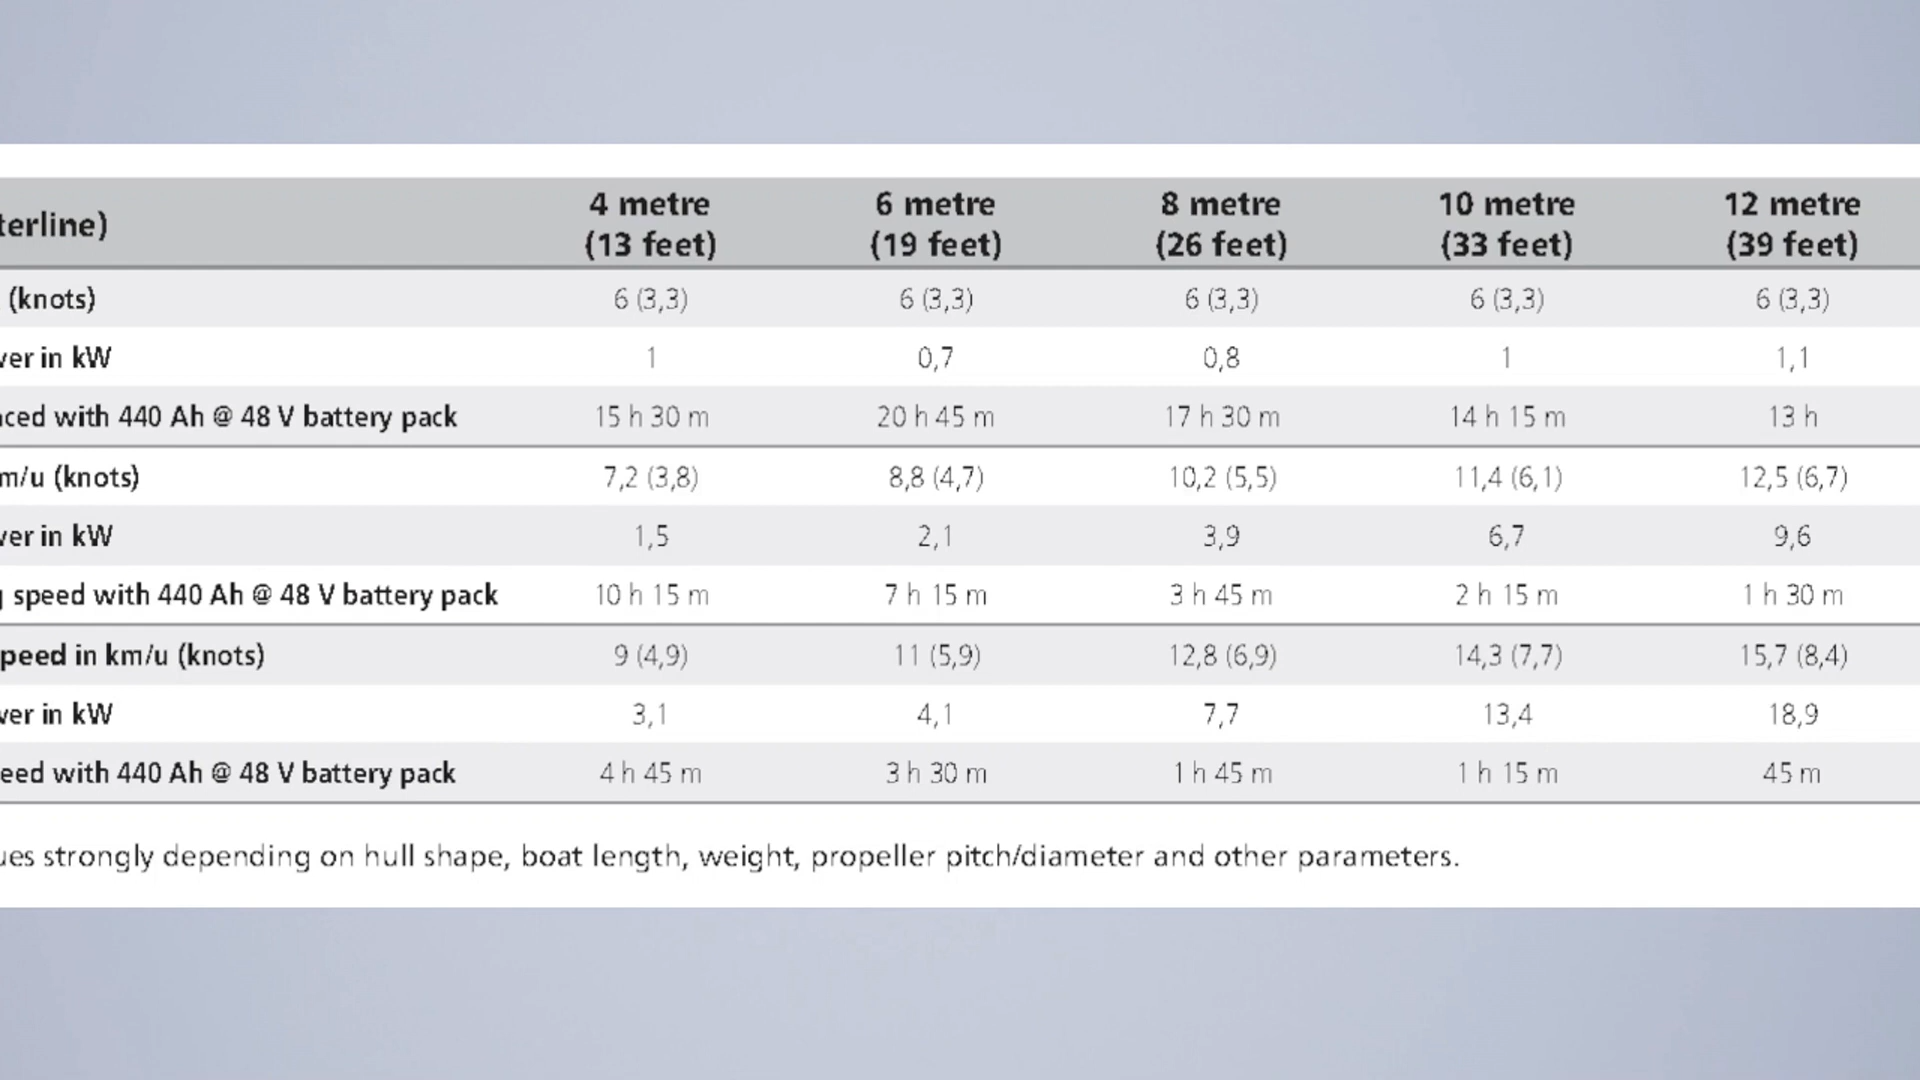 4 metre 6 metre 8 metre 10 metre 12 metre
terline)
(13 feet) (19 feet) (26 feet) (33 feet) (39 feet)
(knots) 6 (3,3) 6 (3,3) 6 (3,3) 6 (3,3) 6 (3,3)
ver in kW 1 0,7 0,8 1 1,1
nced with 440 Ah @ 48 V battery pack 15 h 30 m 20 h 45 m 17 h 30 m 14 h 15 m 13 h
m/u (knots) 7,2 (3,8) 8,8 (4,7) 10,2 (5,5) 11,4 (6,1) 12,5 (6,7)
ver in kW 1,5 2,1 3,9 6,7 9,6
speed with 440 Ah @ 48 V battery pack 10 h 15 m 7 h 15 m 3 h 45 m 2 h 15 m 1 h 30 m
peed in km/u (knots) 9 (4,9) 11 (5,9) 12,8 (6,9) 14,3 (7,7) 15,7 (8,4)
ver in kW 3,1 4,1 7,7 13,4 18,9
eed with 440 Ah @ 48 V battery pack 4 h 45 m 3 h 30 m 1 h 45 m 1 h 15 m 45 m
ues strongly depending on hull shape, boat length, weight, propeller pitch/diameter and other parameters.